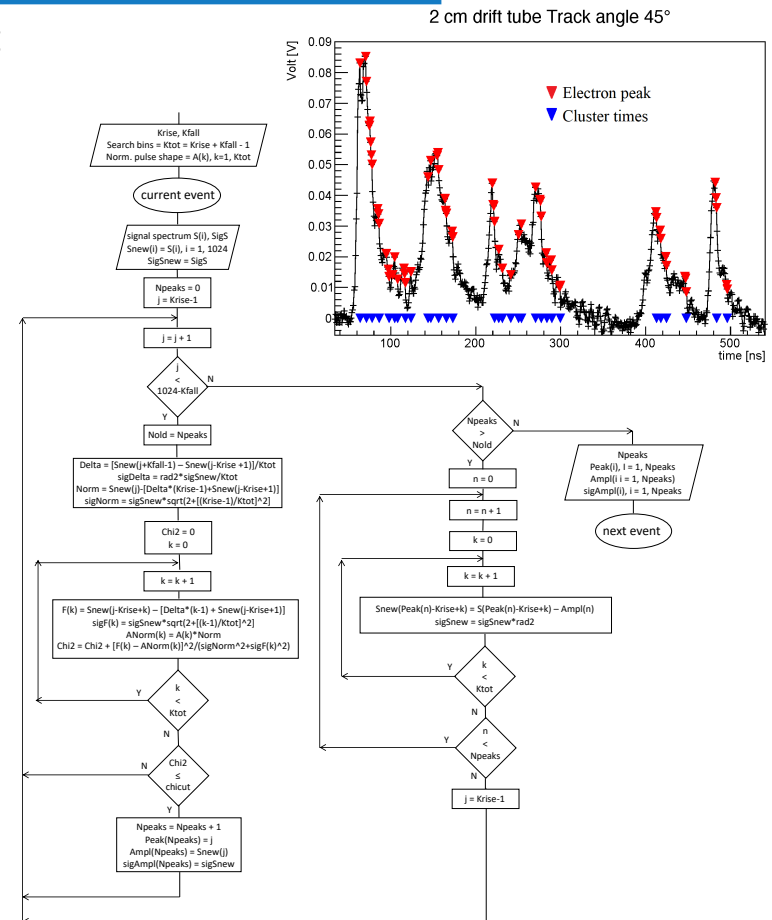 2 cm drift tube Track angle 45°
Volt [V]
0.09
0.08
0.07
0.06
0.05
0.04
0.03
0.02
0.01
0
100
200
300
400
500
time [ns]
Electron peak
Cluster times
Krise, Kfall
Search bins = Ktot = Krise + Kfall - 1
Norm. pulse shape = A(k), k=1, Ktot
current event
signal spectrum S(i), SigS
Snew(i) = S(i), i = 1, 1024
SigSnew = SigS
Npeaks = 0
j = Krise-1
j = j + 1
j
<
1024-Kfall
N
Y
Nold = Npeaks
Delta = [Snew(j+Kfall-1) – Snew(j-Krise +1)]/Ktot
sigDelta = rad2*sigSnew/Ktot
Norm = Snew(j)-[Delta*(Krise-1)+Snew(j-Krise+1)]
sigNorm = sigSnew*sqrt(2+[(Krise-1)/Ktot]^2]
Chi2 = 0
k = 0
k = k + 1
F(k) = Snew(j-Krise+k) – [Delta*(k-1) + Snew(j-Krise+1)]
sigF(k) = sigSnew*sqrt(2+[(k-1)/Ktot]^2]
ANorm(k) = A(k)*Norm
Chi2 = Chi2 + [F(k) – ANorm(k)]^2/(sigNorm^2+sigF(k)^2)
Y
k
<
Ktot
N
N
Chi2
≤
chicut
Y
Npeaks = Npeaks + 1
Peak(Npeaks) = j
Ampl(Npeaks) = Snew(j)
sigAmpl(Npeaks) = sigSnew
Npeaks
>
Nold
N
Y
Npeaks
Peak(i), I = 1, Npeaks
Ampl(i i = 1, Npeaks)
sigAmpl(i), i = 1, Npeaks
next event
n = 0
n = n + 1
k = 0
k = k + 1
Snew(Peak(n)-Krise+k) = S(Peak(n)-Krise+k) – Ampl(n)
sigSnew = sigSnew*rad2
Y
k
<
Ktot
N
Y
n
<
Npeaks
N
j = Krise-1